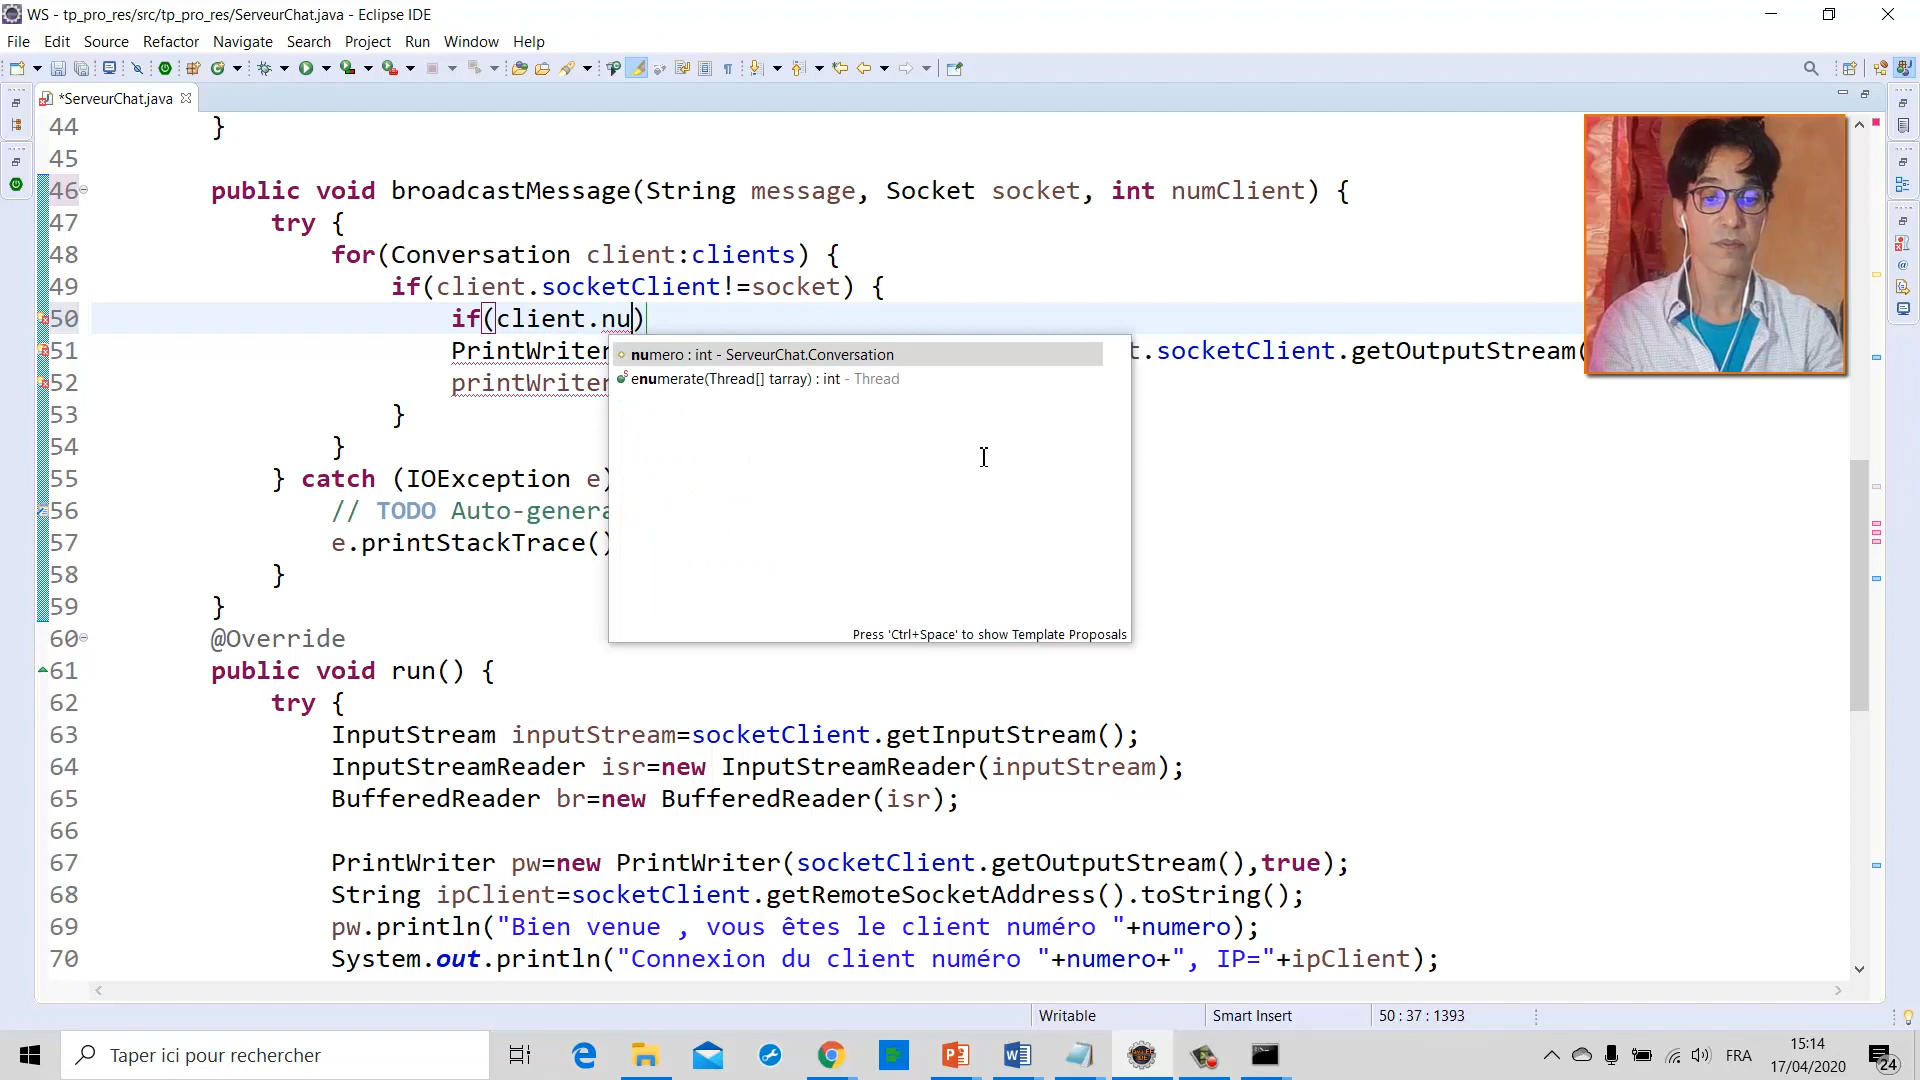 WS - tp_pro_res/src/tp_pro_res/ServeurChat.java - Eclipse IDE
File Edit Source Refactor Navigate Search Project Run Window Help
*ServeurChat.java
44 }
45
46 public void broadcastMessage(String message, Socket socket, int numClient) {
47 try {
48 for(Conversation client:clients) {
49 if(client.socketClient!=socket) {
50 if(client.nu)
51 PrintWriter t.socketClient.getOutputStream(
52 printWriter
53 }
54 }
55 } catch (IOException e)
56 // TODO Auto-genera
57 e.printStackTrace()
58 }
59 }
60 @Override
61 public void run() {
62 try {
63 InputStream inputStream=socketClient.getInputStream();
64 InputStreamReader isr=new InputStreamReader(inputStream);
65 BufferedReader br=new BufferedReader(isr);
66
67 PrintWriter pw=new PrintWriter(socketClient.getOutputStream(),true);
68 String ipClient=socketClient.getRemoteSocketAddress().toString();
69 pw.println("Bien venue , vous êtes le client numéro "+numero);
70 System.out.println("Connexion du client numéro "+numero+", IP="+ipClient);
numero : int - ServeurChat.Conversation
enumerate(Thread[] tarray) : int - Thread
Press 'Ctrl+Space' to show Template Proposals
Writable Smart Insert 50 : 37 : 1393
Taper ici pour rechercher
FRA
15:14
17/04/2020
24